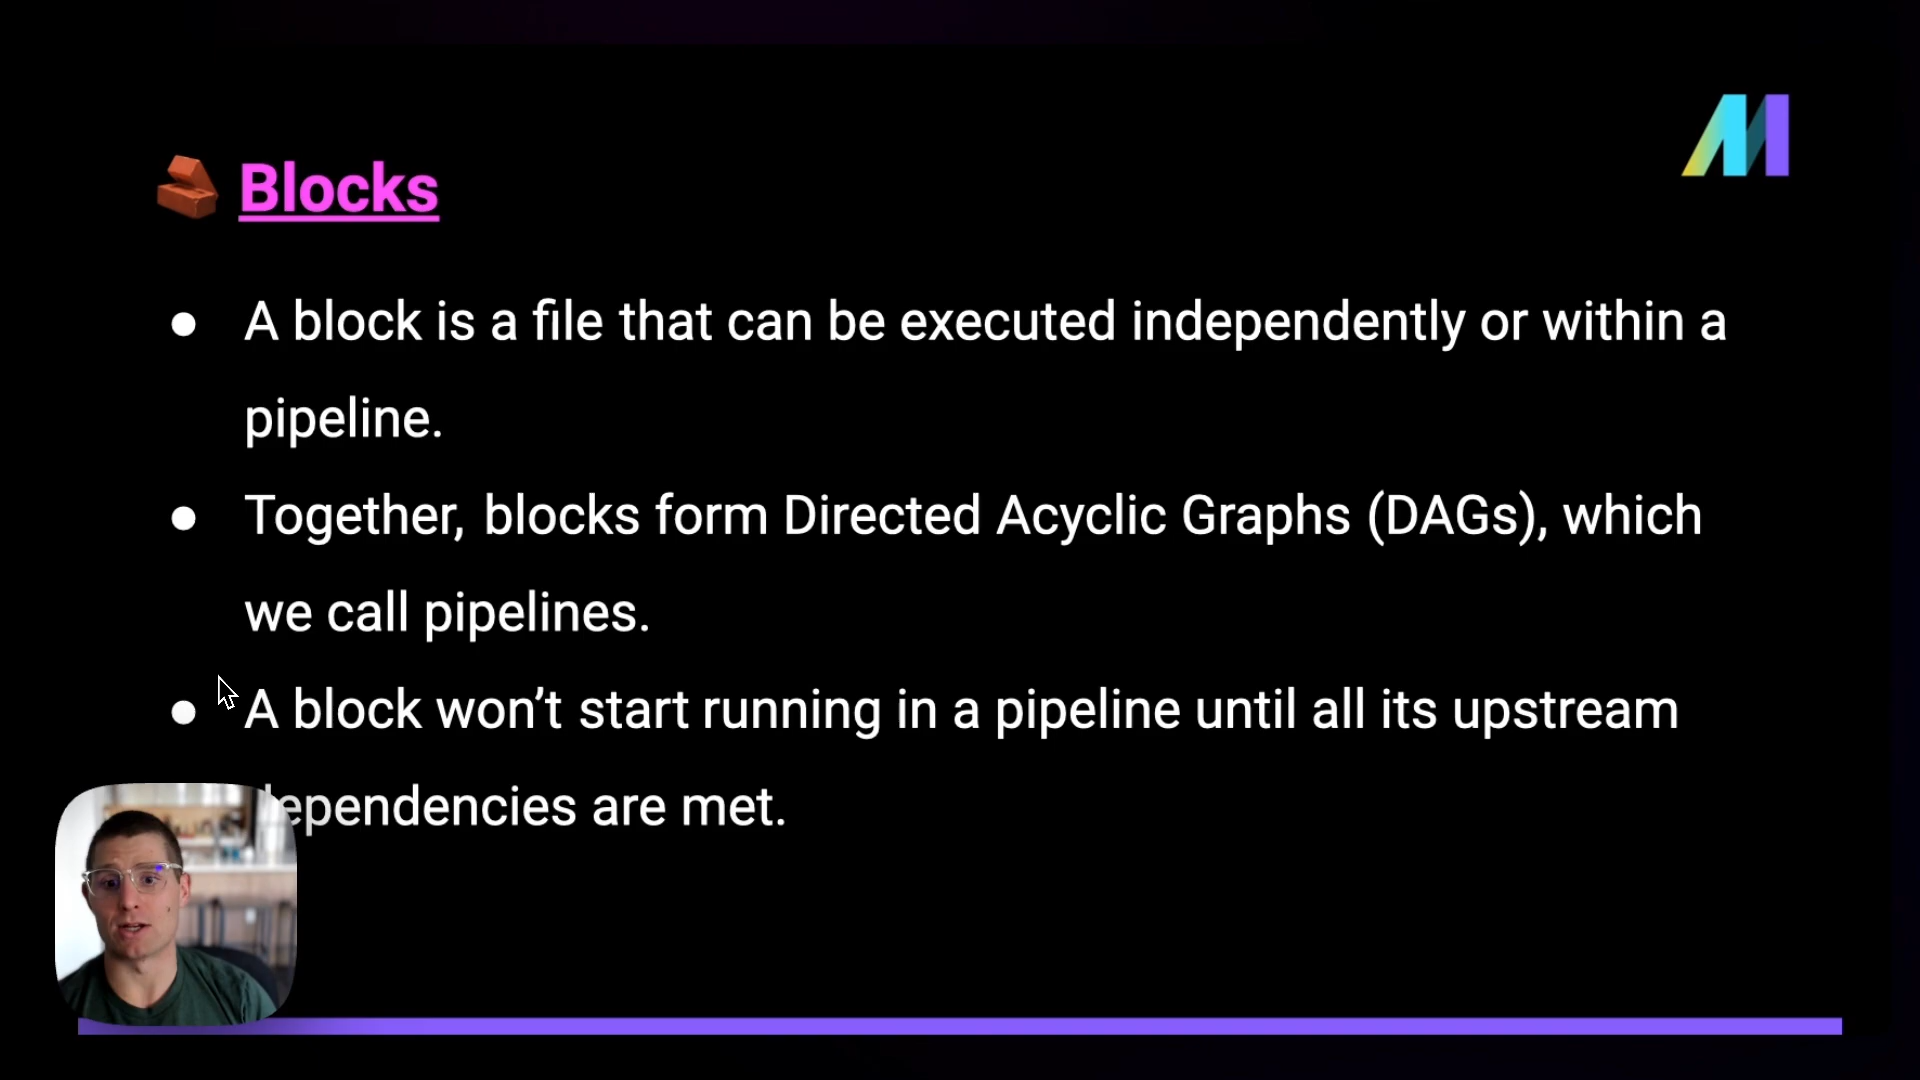 Blocks
● A block is a file that can be executed independently or within a
pipeline.
● Together, blocks form Directed Acyclic Graphs (DAGs), which
we call pipelines.
● A block won’t start running in a pipeline until all its upstream
dependencies are met.